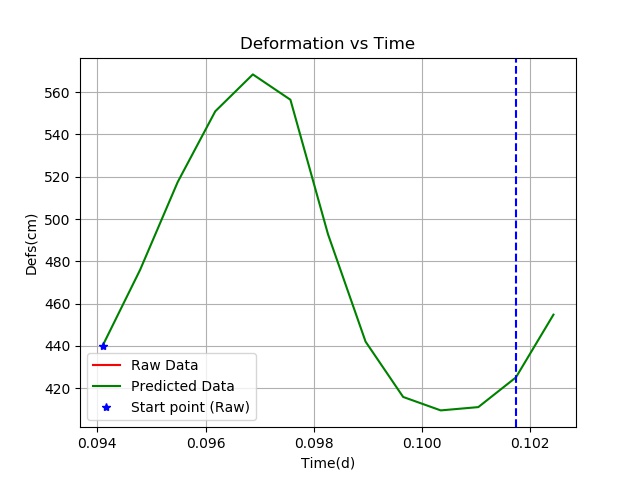 Deformation vs Time
Defs(cm)
560
540
520
500
480
460
440
420
Raw Data
Predicted Data
Start point (Raw)
0.094 0.096 0.098 0.100 0.102
Time(d)